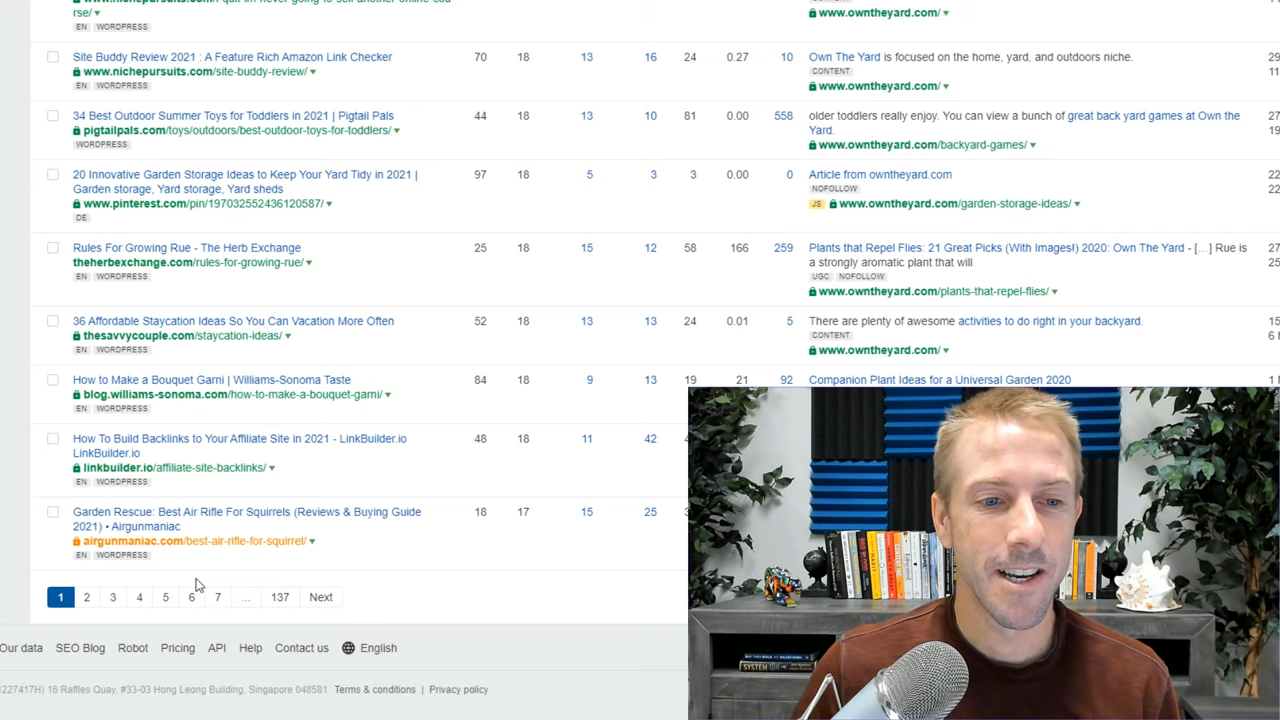 rse/
www.owntheyard.com/
EN WORDPRESS
Site Buddy Review 2021 : A Feature Rich Amazon Link Checker 70 18 13 16 24 0.27 10 Own The Yard is focused on the home, yard, and outdoors niche.
www.nichepursuits.com/site-buddy-review/ CONTENT
EN WORDPRESS www.owntheyard.com/
34 Best Outdoor Summer Toys for Toddlers in 2021 | Pigtail Pals 44 18 13 10 81 0.00 558 older toddlers really enjoy. You can view a bunch of great back yard games at Own the
pigtailpals.com/toys/outdoors/best-outdoor-toys-for-toddlers/ Yard.
WORDPRESS www.owntheyard.com/backyard-games/
20 Innovative Garden Storage Ideas to Keep Your Yard Tidy in 2021 | 97 18 5 3 3 0.00 0 Article from owntheyard.com
Garden storage, Yard storage, Yard sheds NOFOLLOW
www.pinterest.com/pin/197032552436120587/ JS www.owntheyard.com/garden-storage-ideas/
DE
Rules For Growing Rue - The Herb Exchange 25 18 15 12 58 166 259 Plants that Repel Flies: 21 Great Picks (With Images!) 2020: Own The Yard - […] Rue is
theherbexchange.com/rules-for-growing-rue/ a strongly aromatic plant that will
EN WORDPRESS UGC NOFOLLOW
www.owntheyard.com/plants-that-repel-flies/
36 Affordable Staycation Ideas So You Can Vacation More Often 52 18 13 13 24 0.01 5 There are plenty of awesome activities to do right in your backyard.
thesavvycouple.com/staycation-ideas/ CONTENT
EN WORDPRESS www.owntheyard.com/
How to Make a Bouquet Garni | Williams-Sonoma Taste 84 18 9 13 19 21 92 Companion Plant Ideas for a Universal Garden 2020
blog.williams-sonoma.com/how-to-make-a-bouquet-garni/
EN WORDPRESS
How To Build Backlinks to Your Affiliate Site in 2021 - LinkBuilder.io 48 18 11 42
LinkBuilder.io
linkbuilder.io/affiliate-site-backlinks/
EN WORDPRESS
Garden Rescue: Best Air Rifle For Squirrels (Reviews & Buying Guide 18 17 15 25
2021) • Airgunmaniac
airgunmaniac.com/best-air-rifle-for-squirrel/
EN WORDPRESS
1 2 3 4 5 6 7 ... 137 Next
Our data SEO Blog Robot Pricing API Help Contact us English
1227417H) 16 Raffles Quay, #33-03 Hong Leong Building, Singapore 048581 Terms & conditions | Privacy policy
SYSTEM